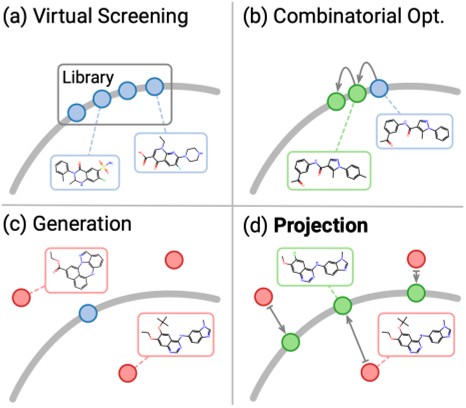 (a) Virtual Screening
Library
(b) Combinatorial Opt.
(c) Generation
(d) Projection